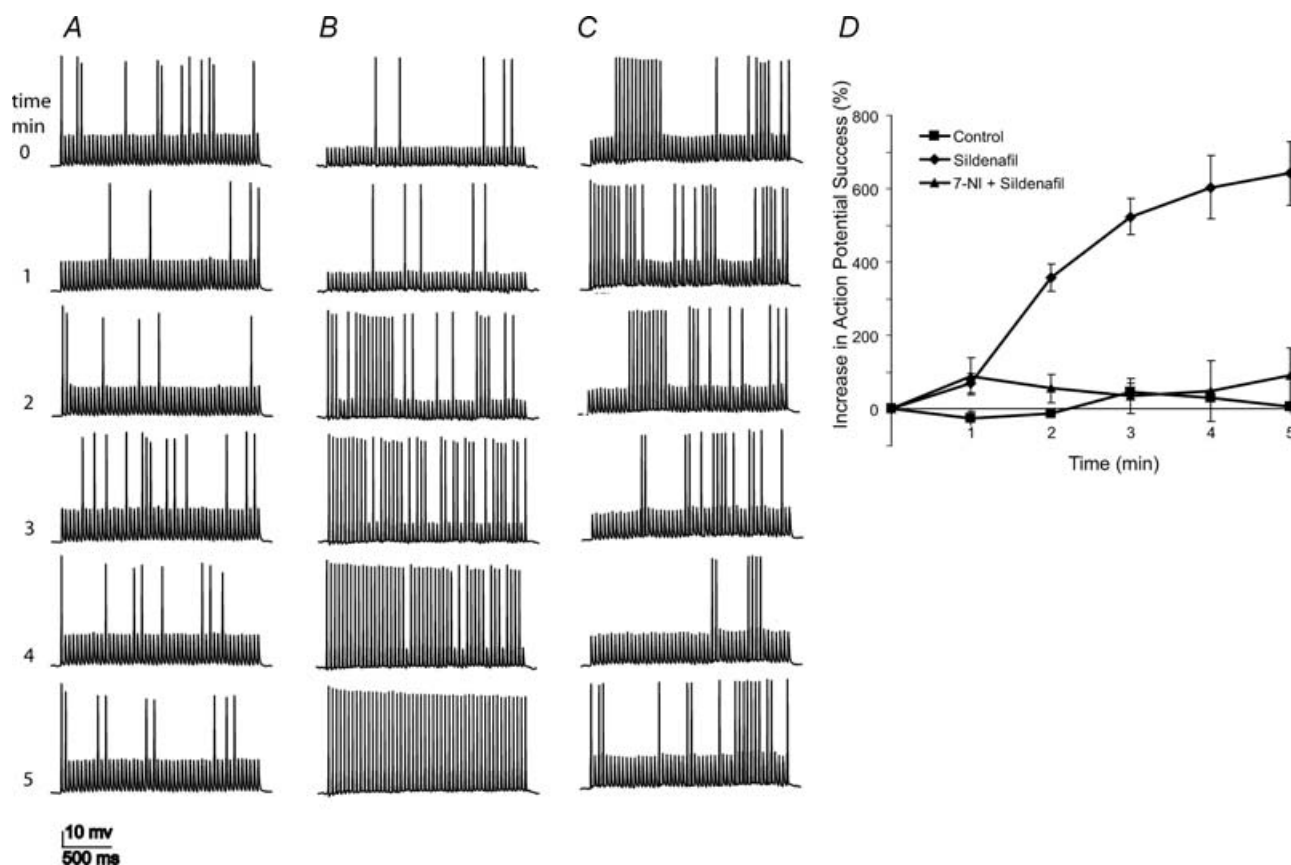 A
B
C
D
time
min
0
1
2
3
4
5
10 mv
500 ms
Increase in Action Potential Success (%)
800
600
400
200
0
Control
Sildenafil
7-NI + Sildenafil
1 2 3 4 5
Time (min)